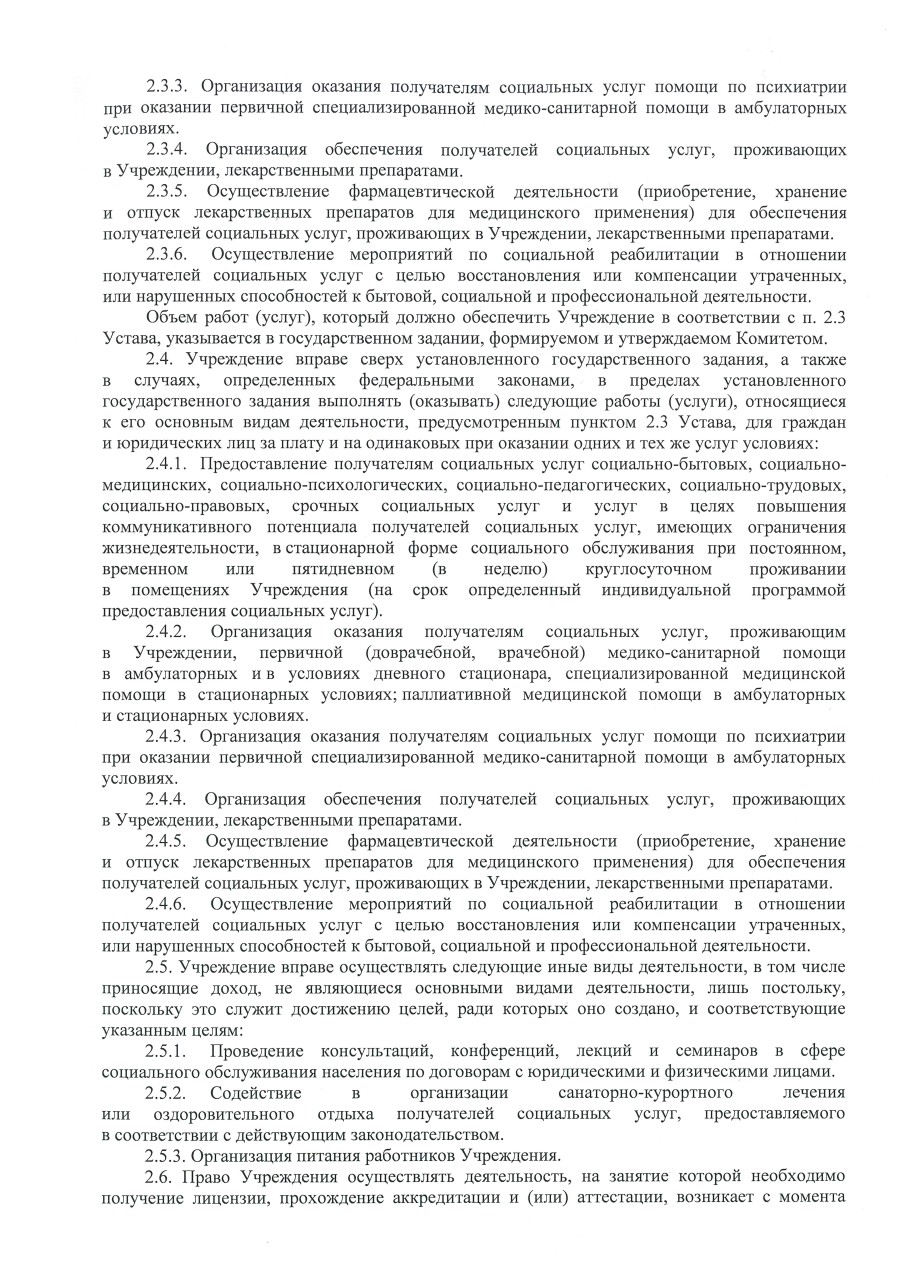 2.3.3. Организация оказания получателям социальных услуг помощи по психиатрии
при оказании первичной специализированной медико-санитарной помощи в амбулаторных
условиях.
2.3.4. Организация обеспечения получателей социальных услуг, проживающих
в Учреждении, лекарственными препаратами.
2.3.5. Осуществление фармацевтической деятельности (приобретение, хранение
и отпуск лекарственных препаратов для медицинского применения) для обеспечения
получателей социальных услуг, проживающих в Учреждении, лекарственными препаратами.
2.3.6. Осуществление мероприятий по социальной реабилитации в отношении
получателей социальных услуг с целью восстановления или компенсации утраченных,
или нарушенных способностей к бытовой, социальной и профессиональной деятельности.
Объем работ (услуг), который должно обеспечить Учреждение в соответствии с п. 2.3
Устава, указывается в государственном задании, формируемом и утверждаемом Комитетом.
2.4. Учреждение вправе сверх установленного государственного задания, а также
в случаях, определенных федеральными законами, в пределах установленного
государственного задания выполнять (оказывать) следующие работы (услуги), относящиеся
к его основным видам деятельности, предусмотренным пунктом 2.3 Устава, для граждан
и юридических лиц за плату и на одинаковых при оказании одних и тех же услуг условиях:
2.4.1. Предоставление получателям социальных услуг социально-бытовых, социально-
медицинских, социально-психологических, социально-педагогических, социально-трудовых,
социально-правовых, срочных социальных услуг и услуг в целях повышения
коммуникативного потенциала получателей социальных услуг, имеющих ограничения
жизнедеятельности, в стационарной форме социального обслуживания при постоянном,
временном или пятидневном (в неделю) круглосуточном проживании
в помещениях Учреждения (на срок определенный индивидуальной программой
предоставления социальных услуг).
2.4.2. Организация оказания получателям социальных услуг, проживающим
в Учреждении, первичной (доврачебной, врачебной) медико-санитарной помощи
в амбулаторных и в условиях дневного стационара, специализированной медицинской
помощи в стационарных условиях; паллиативной медицинской помощи в амбулаторных
и стационарных условиях.
2.4.3. Организация оказания получателям социальных услуг помощи по психиатрии
при оказании первичной специализированной медико-санитарной помощи в амбулаторных
условиях.
2.4.4. Организация обеспечения получателей социальных услуг, проживающих
в Учреждении, лекарственными препаратами.
2.4.5. Осуществление фармацевтической деятельности (приобретение, хранение
и отпуск лекарственных препаратов для медицинского применения) для обеспечения
получателей социальных услуг, проживающих в Учреждении, лекарственными препаратами.
2.4.6. Осуществление мероприятий по социальной реабилитации в отношении
получателей социальных услуг с целью восстановления или компенсации утраченных,
или нарушенных способностей к бытовой, социальной и профессиональной деятельности.
2.5. Учреждение вправе осуществлять следующие иные виды деятельности, в том числе
приносящие доход, не являющиеся основными видами деятельности, лишь постольку,
поскольку это служит достижению целей, ради которых оно создано, и соответствующие
указанным целям:
2.5.1. Проведение консультаций, конференций, лекций и семинаров в сфере
социального обслуживания населения по договорам с юридическими и физическими лицами.
2.5.2. Содействие в организации санаторно-курортного лечения
или оздоровительного отдыха получателей социальных услуг, предоставляемого
в соответствии с действующим законодательством.
2.5.3. Организация питания работников Учреждения.
2.6. Право Учреждения осуществлять деятельность, на занятие которой необходимо
получение лицензии, прохождение аккредитации и (или) аттестации, возникает с момента